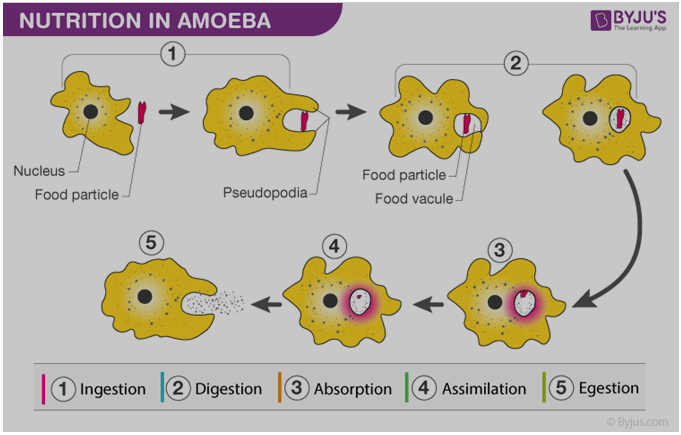 NUTRITION IN AMOEBA
BYJU'S
The Learning App
1
2
Nucleus
Food particle
Pseudopodia
Food particle
Food vacule
5
4
3
1 Ingestion
2 Digestion
3 Absorption
4 Assimilation
5 Egestion
© Byjus.com